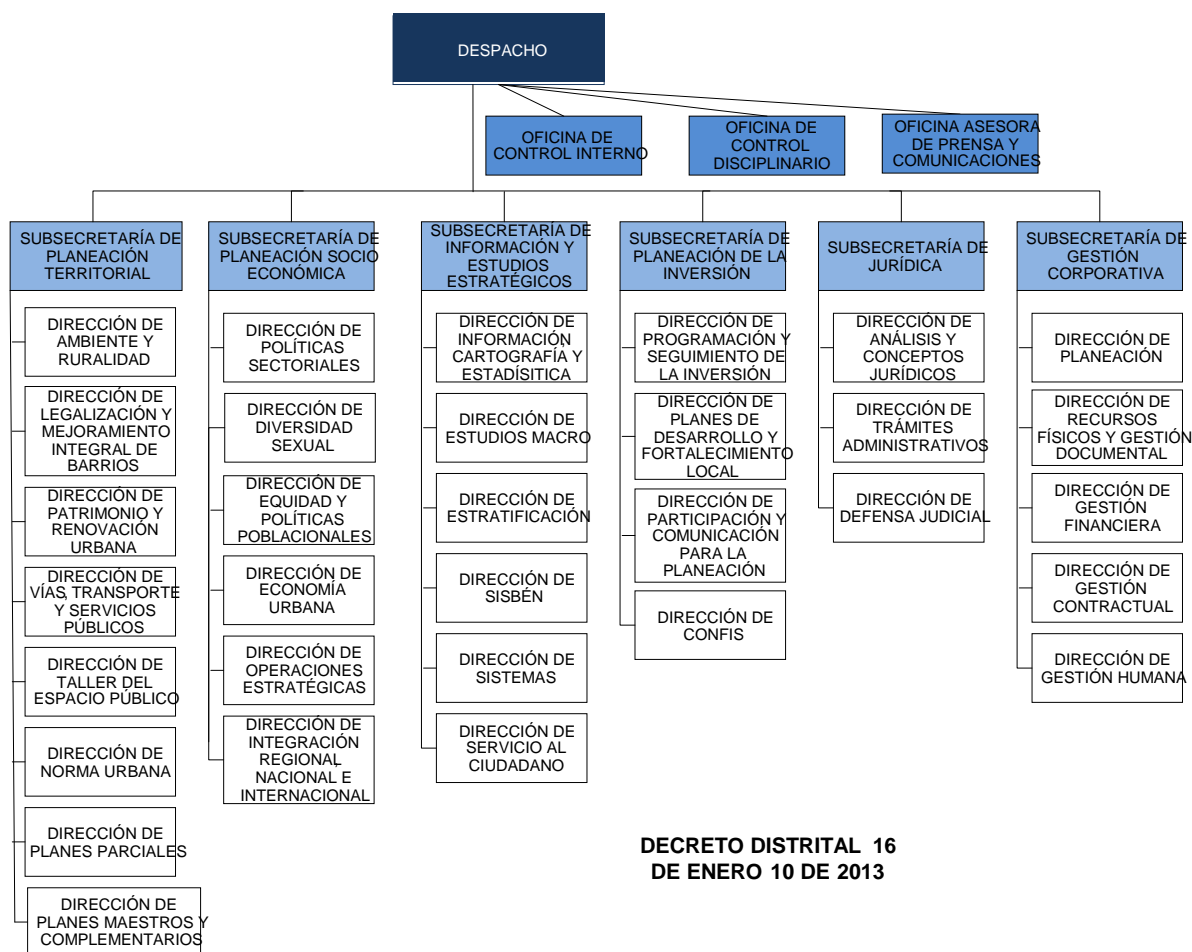 DESPACHO
OFICINA DE
CONTROL INTERNO
OFICINA DE
CONTROL
DISCIPLINARIO
OFICINA ASESORA
DE PRENSA Y
COMUNICACIONES
SUBSECRETARÍA DE
PLANEACIÓN
TERRITORIAL
DIRECCIÓN DE
AMBIENTE Y
RURALIDAD
DIRECCIÓN DE
LEGALIZACIÓN Y
MEJORAMIENTO
INTEGRAL DE
BARRIOS
DIRECCIÓN DE
PATRIMONIO Y
RENOVACIÓN
URBANA
DIRECCIÓN DE
VÍAS, TRANSPORTE
Y SERVICIOS
PÚBLICOS
DIRECCIÓN DE
TALLER DEL
ESPACIO PÚBLICO
DIRECCIÓN DE
NORMA URBANA
DIRECCIÓN DE
PLANES PARCIALES
DIRECCIÓN DE
PLANES MAESTROS Y
COMPLEMENTARIOS
SUBSECRETARÍA DE
PLANEACIÓN SOCIO
ECONÓMICA
DIRECCIÓN DE
POLÍTICAS
SECTORIALES
DIRECCIÓN DE
DIVERSIDAD
SEXUAL
DIRECCIÓN DE
EQUIDAD Y
POLÍTICAS
POBLACIONALES
DIRECCIÓN DE
ECONOMÍA
URBANA
DIRECCIÓN DE
OPERACIONES
ESTRATÉGICAS
DIRECCIÓN DE
INTEGRACIÓN
REGIONAL,
NACIONAL E
INTERNACIONAL
SUBSECRETARÍA DE
INFORMACIÓN Y
ESTUDIOS
ESTRATÉGICOS
DIRECCIÓN DE
INFORMACIÓN
CARTOGRAFÍA Y
ESTADÍSITICA
DIRECCIÓN DE
ESTUDIOS MACRO
DIRECCIÓN DE
ESTRATIFICACIÓN
DIRECCIÓN DE
SISBÉN
DIRECCIÓN DE
SISTEMAS
DIRECCIÓN DE
SERVICIO AL
CIUDADANO
SUBSECRETARÍA DE
PLANEACIÓN DE LA
INVERSIÓN
DIRECCIÓN DE
PROGRAMACIÓN Y
SEGUIMIENTO DE
LA INVERSIÓN
DIRECCIÓN DE
PLANES DE
DESARROLLO Y
FORTALECIMIENTO
LOCAL
DIRECCIÓN DE
PARTICIPACIÓN Y
COMUNICACIÓN
PARA LA
PLANEACIÓN
DIRECCIÓN DE
CONFIS
SUBSECRETARÍA DE
JURÍDICA
DIRECCIÓN DE
ANÁLISIS Y
CONCEPTOS
JURÍDICOS
DIRECCIÓN DE
TRÁMITES
ADMINISTRATIVOS
DIRECCIÓN DE
DEFENSA JUDICIAL
SUBSECRETARÍA DE
GESTIÓN
CORPORATIVA
DIRECCIÓN DE
PLANEACIÓN
DIRECCIÓN DE
RECURSOS
FÍSICOS Y GESTIÓN
DOCUMENTAL
DIRECCIÓN DE
GESTIÓN
FINANCIERA
DIRECCIÓN DE
GESTIÓN
CONTRACTUAL
DIRECCIÓN DE
GESTIÓN HUMANA
DECRETO DISTRITAL 16
DE ENERO 10 DE 2013